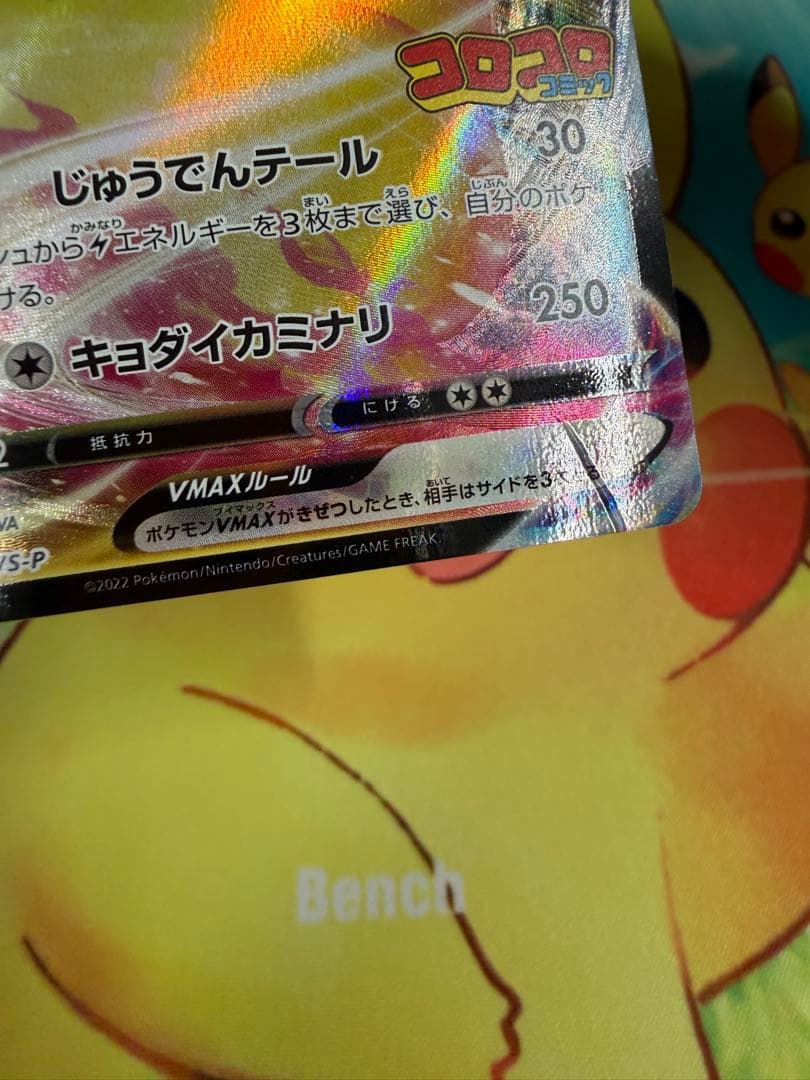 コロコロ
コミック
じゅうでんテール 30
かみなり まい えら じぶん
シュから エネルギーを3枚まで選び、自分のポケ
ける。
キョダイカミナリ 250
2 抵抗力 にげる
VMAXルール
ブイマックス あいて
ポケモンVMAXがきぜつしたとき、相手はサイドを3
/S-P
©2022 Pokémon/Nintendo/Creatures/GAME FREAK.
Bench